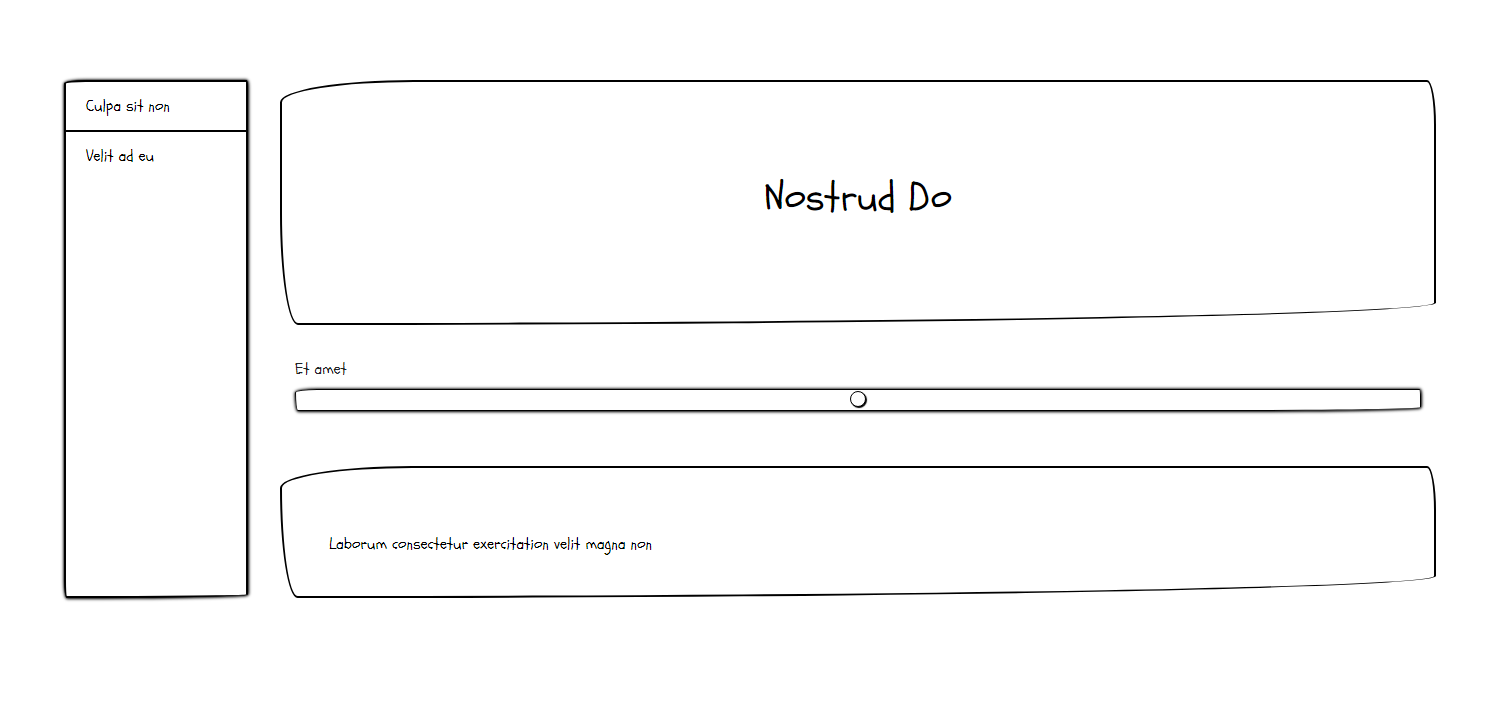 Culpa sit non
Velit ad eu
Nostrud Do
Et amet
Laborum consectetur exercitation velit magna non